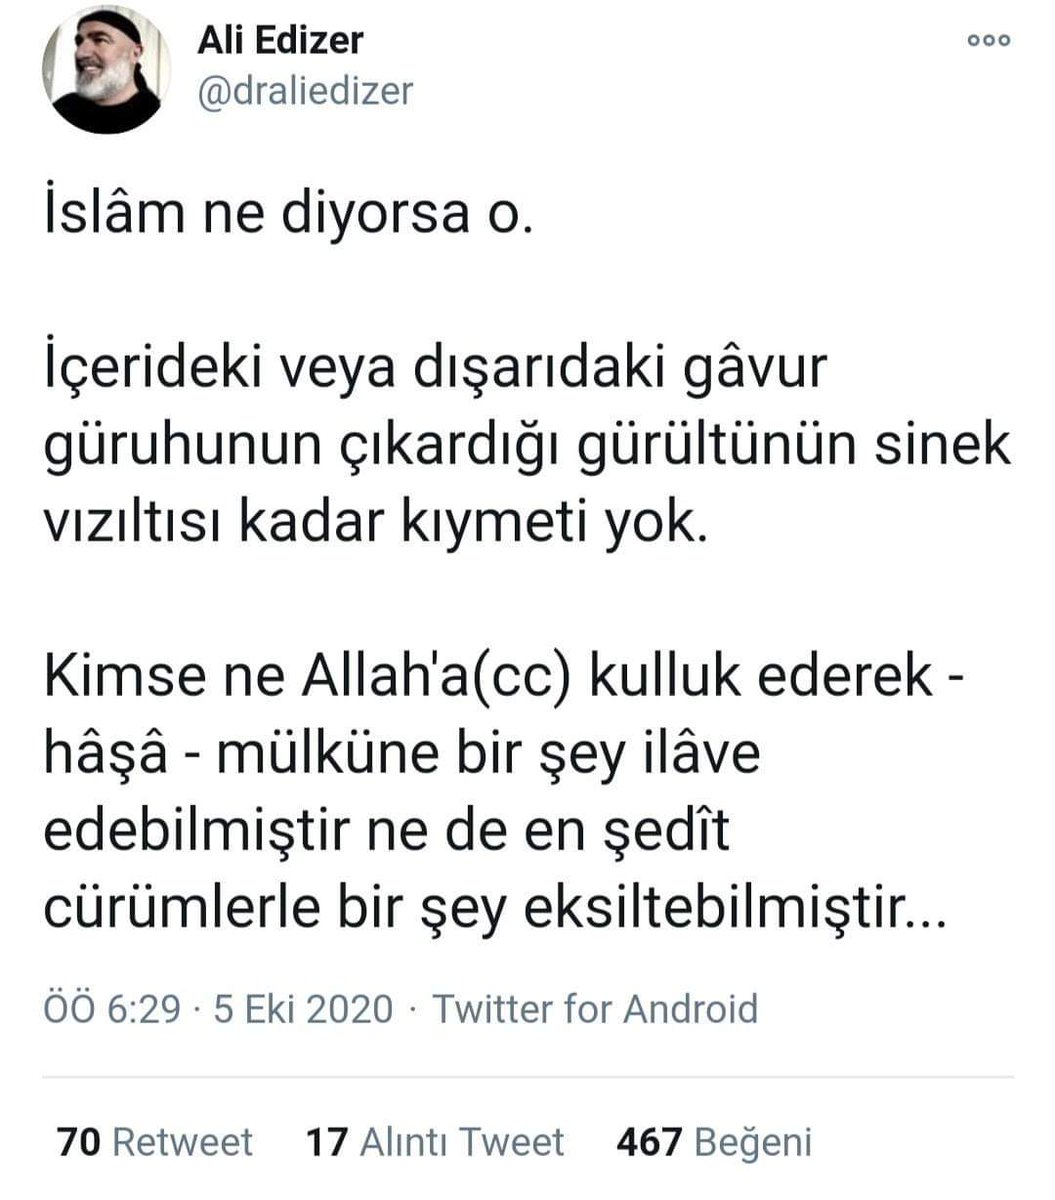 Ali Edizer
@draliedizer
İslâm ne diyorsa o.
İçerideki veya dışarıdaki gâvur
güruhunun çıkardığı gürültünün sinek
vızıltısı kadar kıymeti yok.
Kimse ne Allah'a(cc) kulluk ederek -
hâşâ - mülküne bir şey ilâve
edebilmiştir ne de en şedît
cürümlerle bir şey eksiltebilmiştir...
ÖÖ 6:29 · 5 Eki 2020 · Twitter for Android
70 Retweet 17 Alıntı Tweet 467 Beğeni